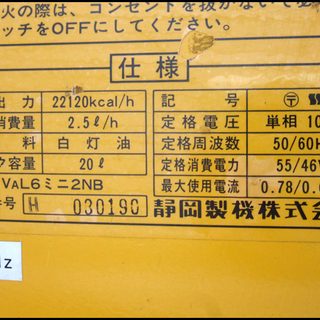 火の際は、コンセントを抜かないで必
ッチをOFFにしてください。
仕様
出力 22120kcal/h
消費量 2.5ℓ/h
料 白灯油
ク容量 20ℓ
VAL6ミニ2NB
番号 H 030190
記号 〒
定格電圧 単相 10
定格周波数 50/60H
定格消費電力 55/46
最大使用電流 0.78/0.
静岡製機株式会
Hz